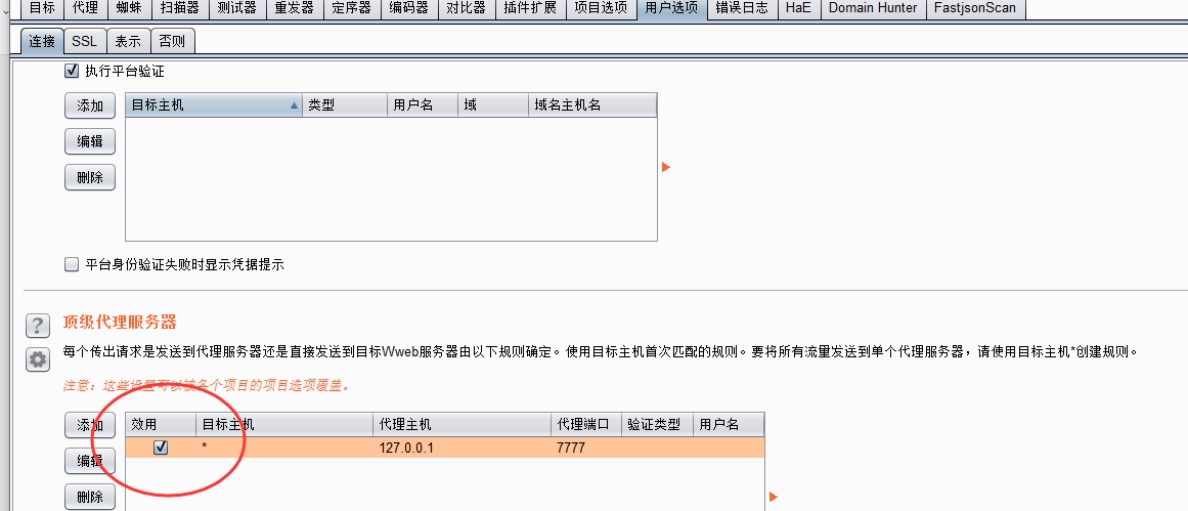 目标 代理 蜘蛛 扫描器 测试器 重发器 定序器 编码器 对比器 插件扩展 项目选项 用户选项 错误日志 HaE Domain Hunter FastjsonScan
连接 SSL 表示 否则
执行平台验证
添加 目标主机 类型 用户名 域 域名主机名
编辑
删除
平台身份验证失败时显示凭据提示
? 顶级代理服务器
每个传出请求是发送到代理服务器还是直接发送到目标Wweb服务器由以下规则确定。使用目标主机首次匹配的规则。要将所有流量发送到单个代理服务器，请使用目标主机*创建规则。
注意：这些设置可以被各个项目的项目选项覆盖。
添加 效用 目标主机 代理主机 代理端口 验证类型 用户名
* 127.0.0.1 7777
编辑
删除